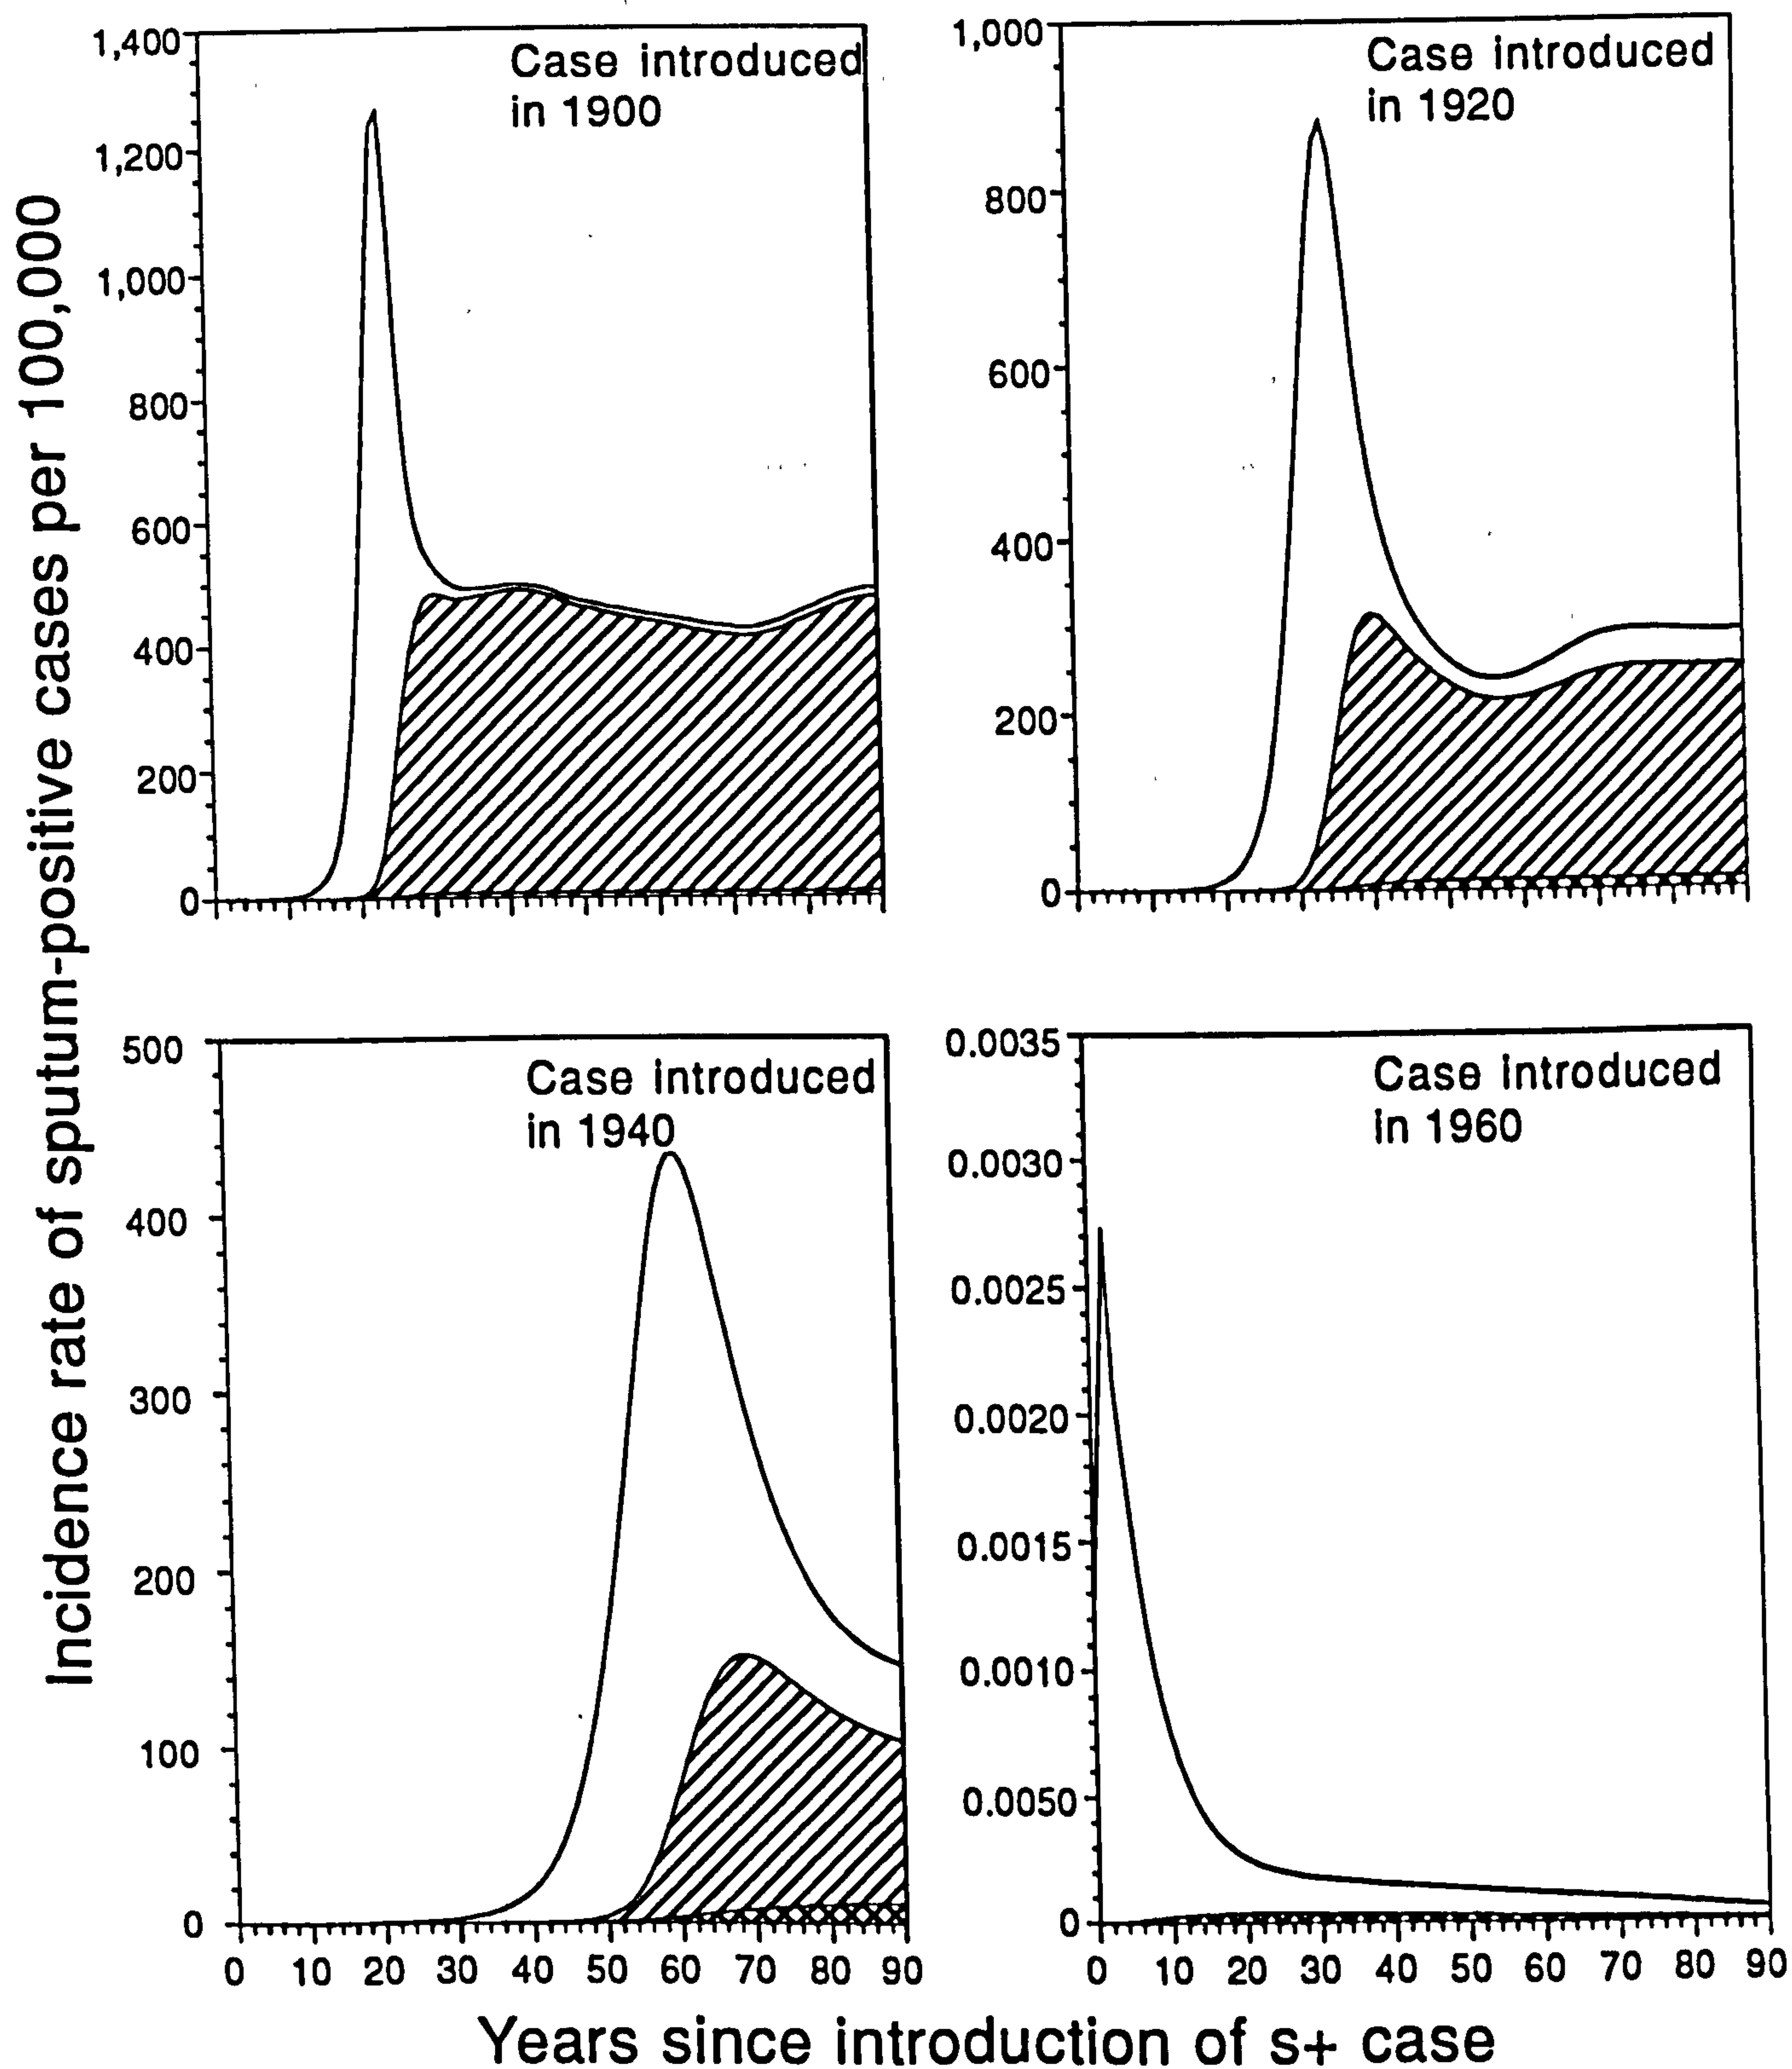 Incidence rate of sputum-positive cases per 100,000
Case introduced
in 1900
1,400
1,200
1,000
800
600
400
200
0
Case introduced
in 1920
1,000
800
600
400
200
0
Case introduced
in 1940
500
400
300
200
100
0
0 10 20 30 40 50 60 70 80 90
Case introduced
in 1960
0.0035
0.0030
0.0025
0.0020
0.0015
0.0010
0.0050
0
0 10 20 30 40 50 60 70 80 90
Years since introduction of s+ case